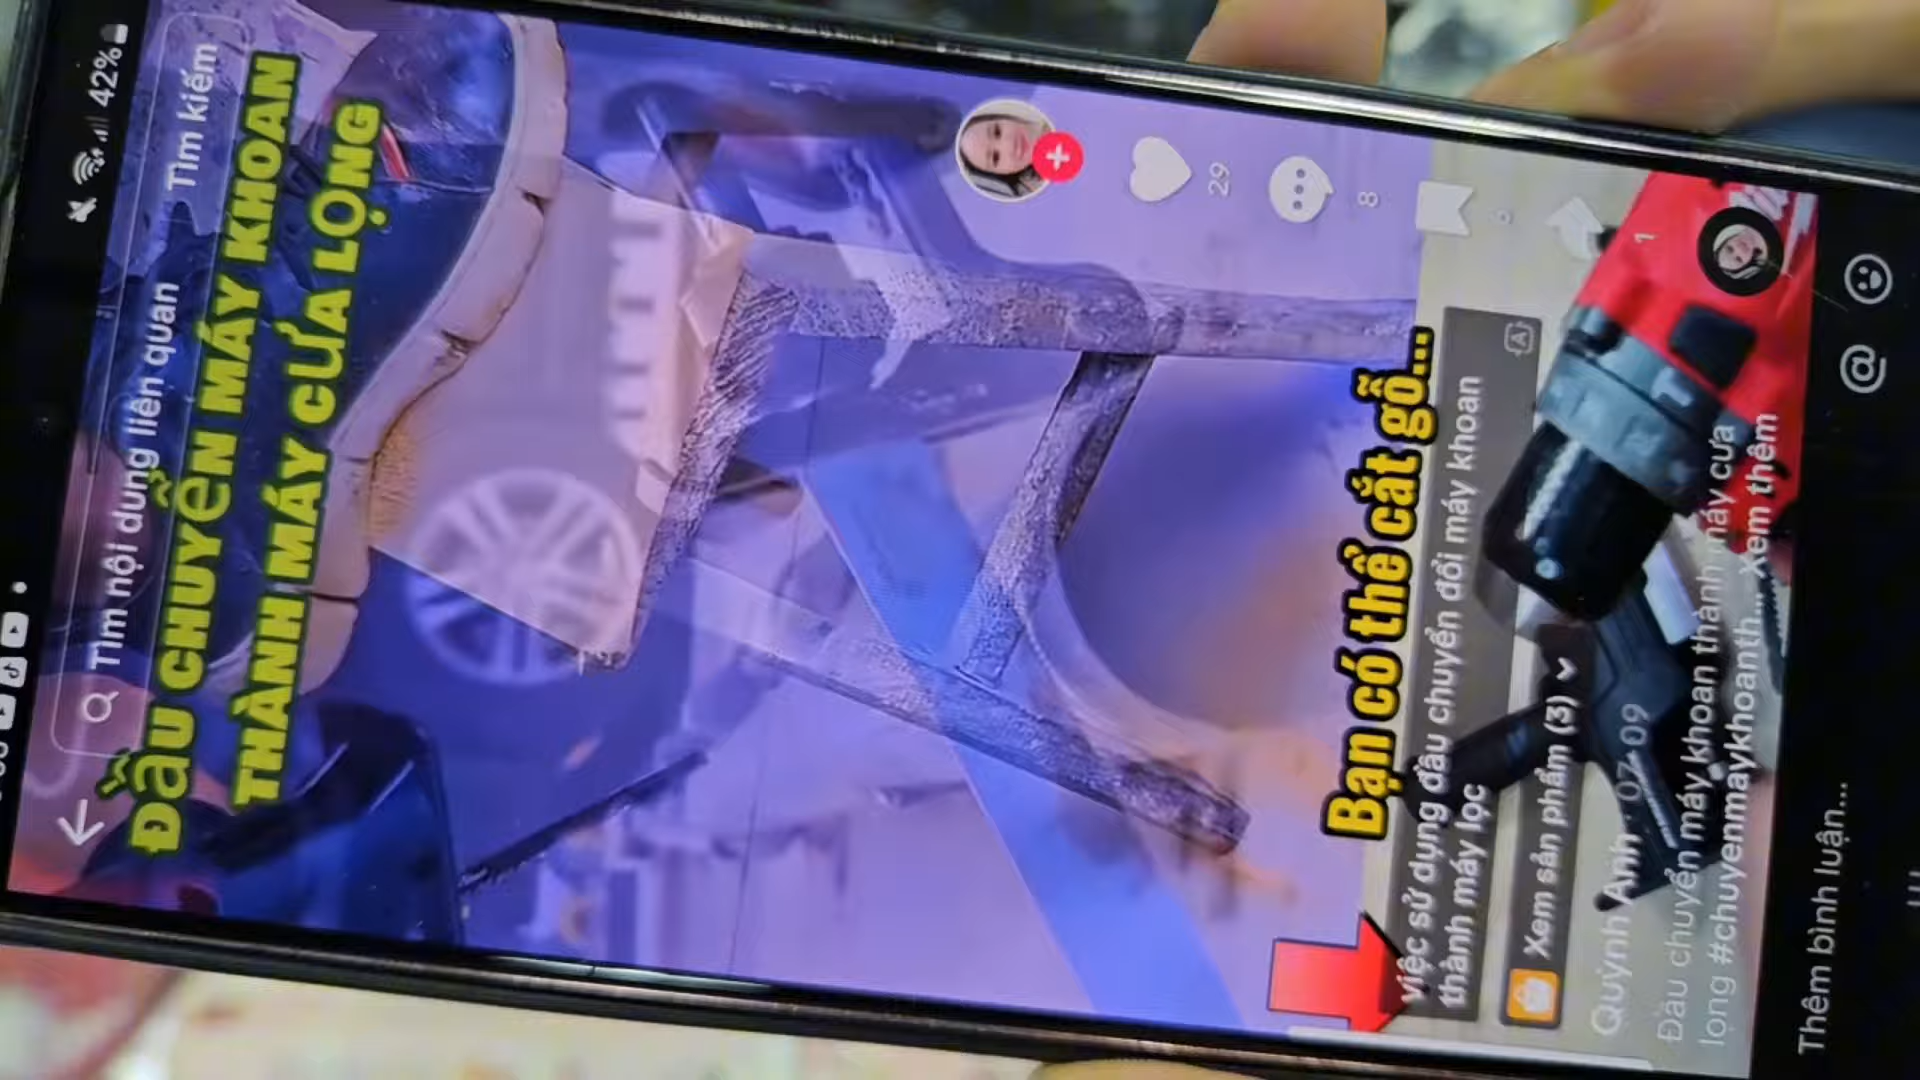 42%
Tìm nội dung liên quan
Tìm kiếm
ĐẦU CHUYỂN MÁY KHOAN
THÀNH MÁY CƯA LỌNG
29
8
1
Bạn có thể cắt gỗ...
việc sử dụng đầu chuyển đổi máy khoan
thành máy lọc
Xem sản phẩm (3)
Quỳnh Anh · 07-09
Đầu chuyển máy khoan thành máy cưa
lọng #chuyenmaykhoanth... Xem thêm
Thêm bình luận...
@